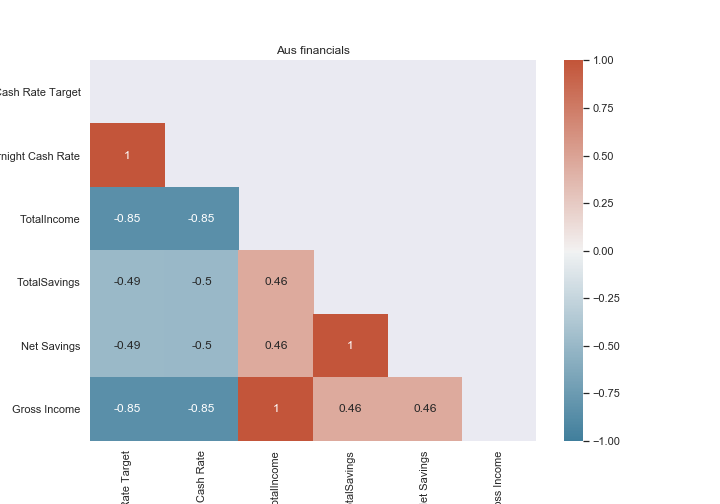 Aus financials
Cash Rate Target
night Cash Rate
1
TotalIncome
-0.85 -0.85
TotalSavings
-0.49 -0.5 0.46
Net Savings
-0.49 -0.5 0.46 1
Gross Income
-0.85 -0.85 1 0.46 0.46
Rate Target
Cash Rate
otalIncome
talSavings
et Savings
oss Income
1.00
0.75
0.50
0.25
0.00
−0.25
−0.50
−0.75
−1.00